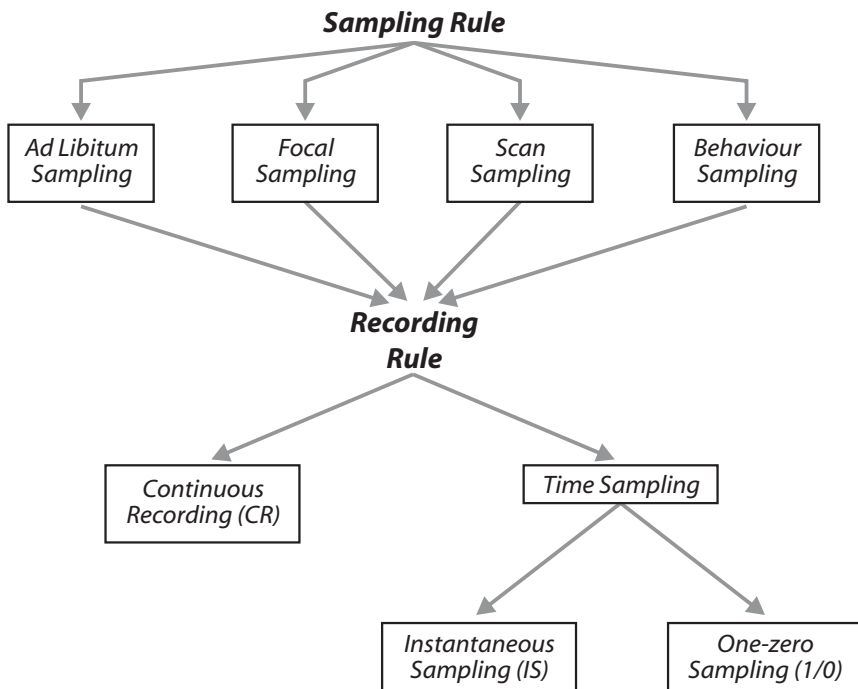 Sampling Rule
Ad Libitum
Sampling
Focal
Sampling
Scan
Sampling
Behaviour
Sampling
Recording
Rule
Continuous
Recording (CR)
Time Sampling
Instantaneous
Sampling (IS)
One-zero
Sampling (1/0)